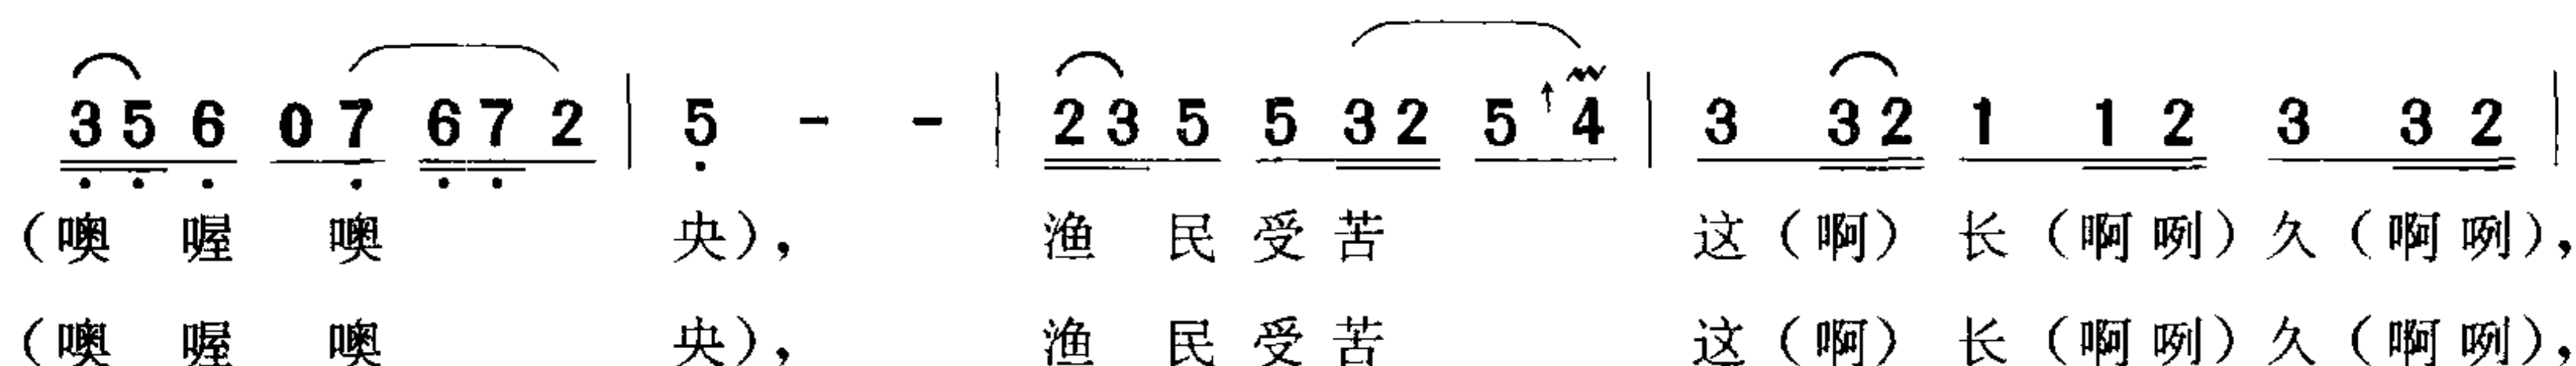 3 5 6 0 7 6 7 2 | 5 - - | 2 3 5 5 3 2 5 ↑4 | 3 3 2 1 1 2 3 3 2 |
（噢 喔 噢 央）， 渔 民 受 苦 这（啊）长（啊 咧）久（啊 咧），
（噢 喔 噢 央）， 渔 民 受 苦 这（啊）长（啊 咧）久（啊 咧），